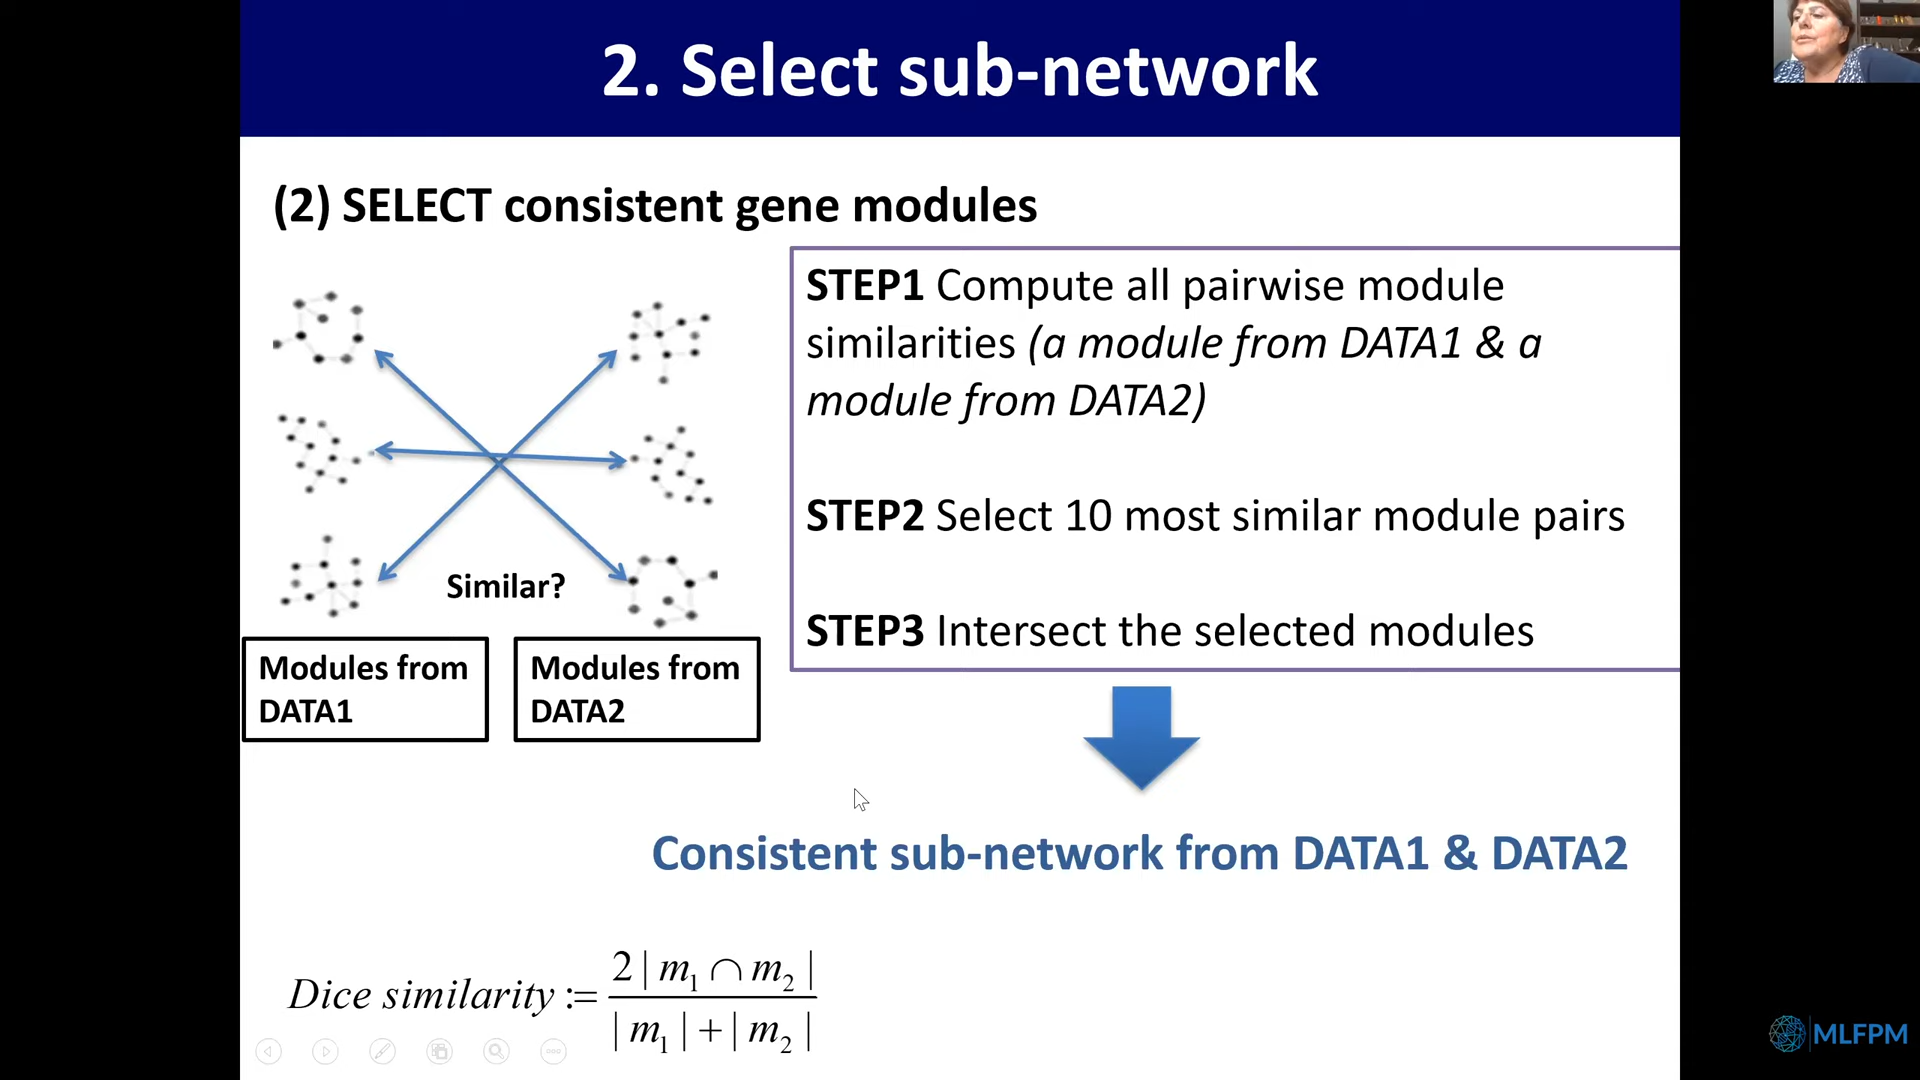 2. Select sub-network
(2) SELECT consistent gene modules
STEP1 Compute all pairwise module
similarities (a module from DATA1 & a
module from DATA2)
STEP2 Select 10 most similar module pairs
STEP3 Intersect the selected modules
Similar?
Modules from
DATA1
Modules from
DATA2
Consistent sub-network from DATA1 & DATA2
Dice similarity := 2 | m₁ ∩ m₂ |
| m₁ | + | m₂ |
MLFPM